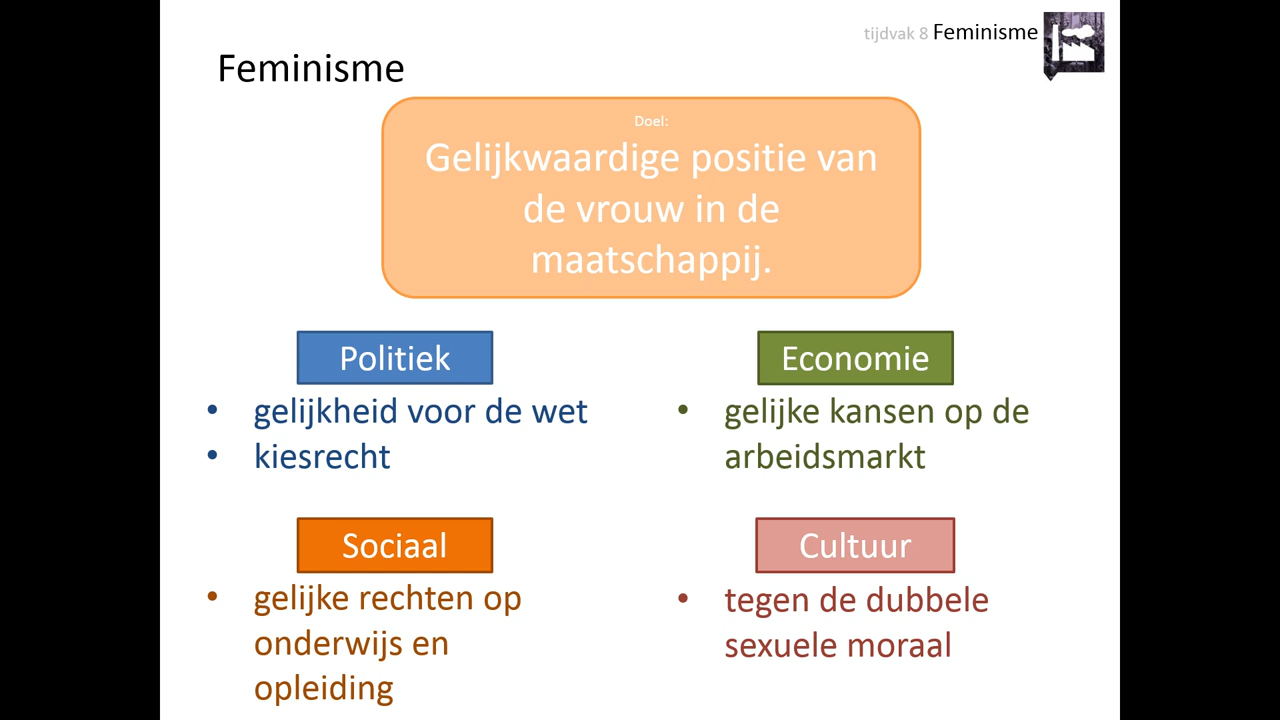 tijdvak 8 Feminisme
Feminisme
Doel:
Gelijkwaardige positie van
de vrouw in de
maatschappij.
Politiek
• gelijkheid voor de wet
• kiesrecht
Economie
• gelijke kansen op de
arbeidsmarkt
Sociaal
• gelijke rechten op
onderwijs en
opleiding
Cultuur
• tegen de dubbele
sexuele moraal